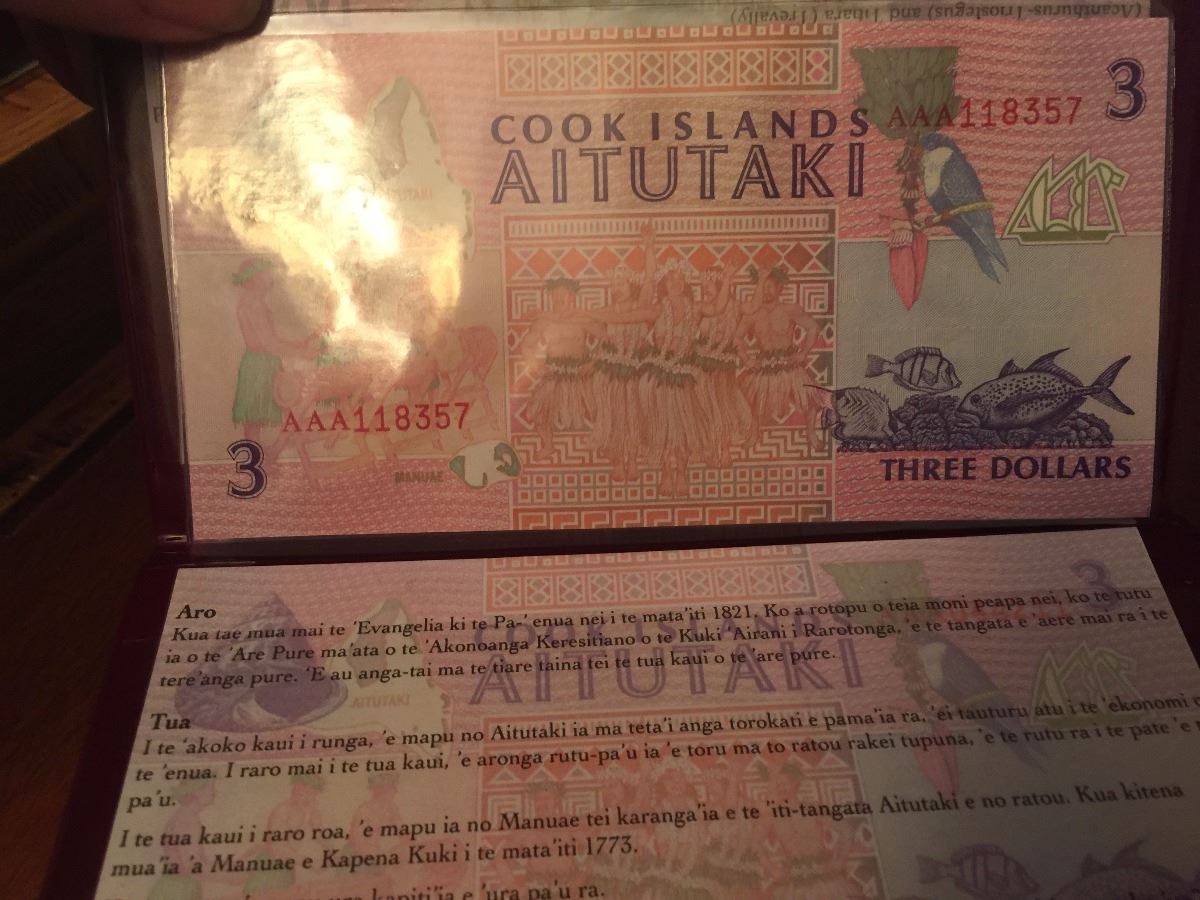 (Acanthurus-Triostegus) and Titiara (Trevally)
COOK ISLANDS
AAA118357
3
AITUTAKI
AITUTAKI
AAA118357
3
MANUAE
THREE DOLLARS
Aro
Kua tae mua mai te 'Evangelia ki te Pa-'enua nei i te mata'iti 1821. Ko a rotopu o teia moni peapa nei, ko te tutu
ia o te 'Are Pure ma'ata o te 'Akonoanga Keresitiano o te Kuki 'Airani i Rarotonga, 'e te tangata e 'aere mai ra i te
tere'anga pure. 'E au anga-tai ma te tiare taina tei te tua kaui o te 'are pure.
3
AITUTAKI
AITUTAKI
Tua
I te 'akoko kaui i runga, 'e mapu no Aitutaki ia ma teta'i anga torokati e pama'ia ra, 'ei tauturu atu i te 'ekonomi o
te 'enua. I raro mai i te tua kaui, 'e aronga rutu-pa'u ia 'e toru ma to ratou rakei tupuna, 'e te rutu ra i te pate 'e
pa'u.
I te tua kaui i raro roa, 'e mapu ia no Manuae tei karanga'ia e te 'iti-tangata Aitutaki e no ratou. Kua kitena
mua'ia 'a Manuae e Kapena Kuki i te mata'iti 1773.
kapiti'ia e 'ura pa'u ra.